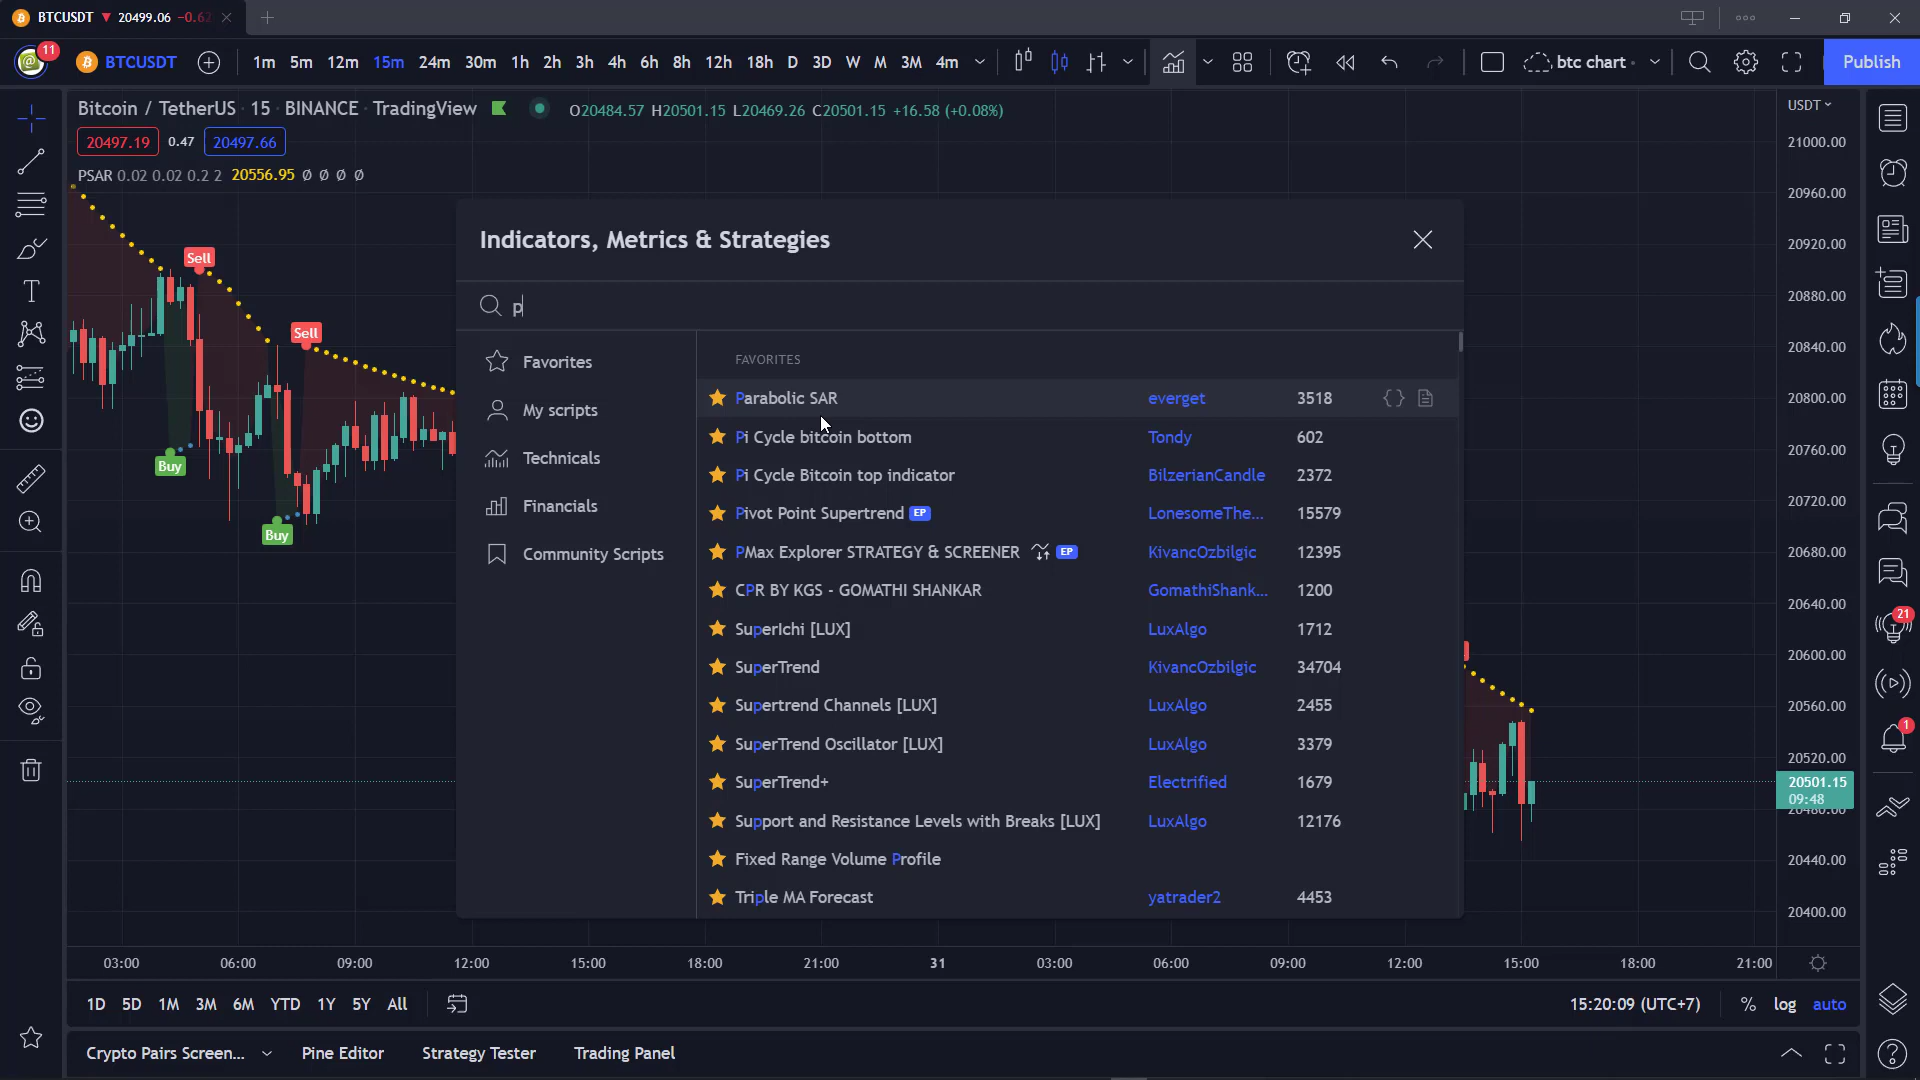 BTCUSDT ▼ 20499.06 −0.62
11
BTCUSDT 1m 5m 12m 15m 24m 30m 1h 2h 3h 4h 6h 8h 12h 18h D 3D W M 3M 4m btc chart Publish
Bitcoin / TetherUS · 15 · BINANCE · TradingView O20484.57 H20501.15 L20469.26 C20501.15 +16.58 (+0.08%)
USDT
20497.19 0.47 20497.66
PSAR 0.02 0.02 0.2 2 20556.95 Ø Ø Ø Ø
Sell
Sell
Buy
Buy
Indicators, Metrics & Strategies
p
Favorites
My scripts
Technicals
Financials
Community Scripts
FAVORITES
Parabolic SAR everget 3518
Pi Cycle bitcoin bottom Tondy 602
Pi Cycle Bitcoin top indicator BilzerianCandle 2372
Pivot Point Supertrend EP LonesomeThe... 15579
PMax Explorer STRATEGY & SCREENER EP KivancOzbilgic 12395
CPR BY KGS - GOMATHI SHANKAR GomathiShank... 1200
SuperIchi [LUX] LuxAlgo 1712
SuperTrend KivancOzbilgic 34704
Supertrend Channels [LUX] LuxAlgo 2455
SuperTrend Oscillator [LUX] LuxAlgo 3379
SuperTrend+ Electrified 1679
Support and Resistance Levels with Breaks [LUX] LuxAlgo 12176
Fixed Range Volume Profile
Triple MA Forecast yatrader2 4453
21000.00
20960.00
20920.00
20880.00
20840.00
20800.00
20760.00
20720.00
20680.00
20640.00
20600.00
20560.00
20520.00
20501.15
09:48
20480.00
20440.00
20400.00
21
1
03:00 06:00 09:00 12:00 15:00 18:00 21:00 31 03:00 06:00 09:00 12:00 15:00 18:00 21:00
1D 5D 1M 3M 6M YTD 1Y 5Y All 15:20:09 (UTC+7) % log auto
Crypto Pairs Screen... Pine Editor Strategy Tester Trading Panel